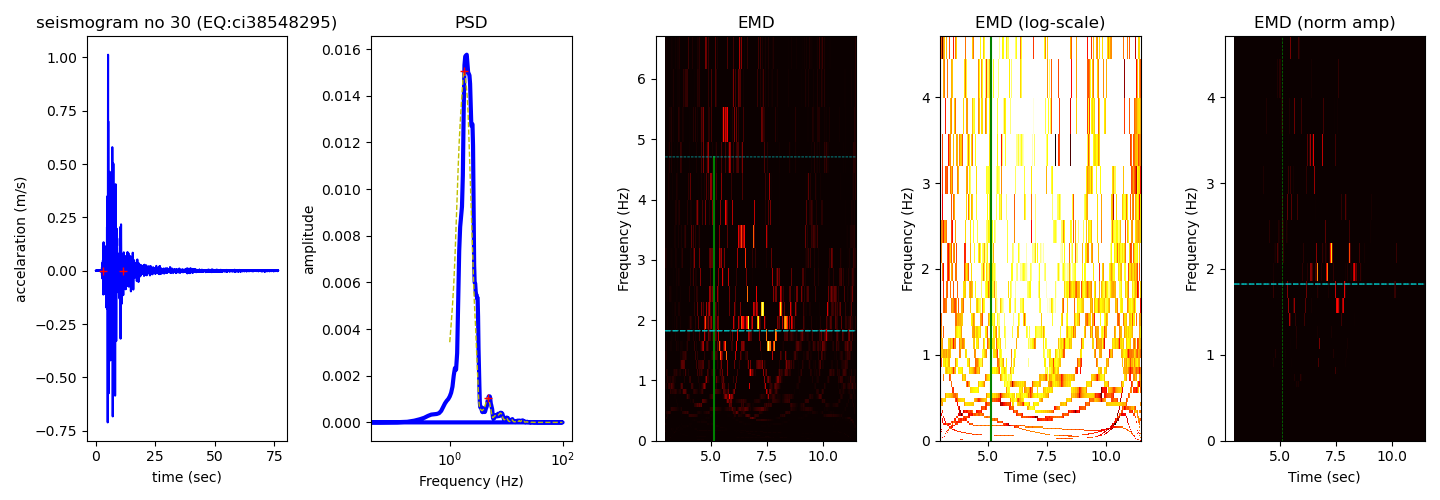 seismogram no 30 (EQ:ci38548295)
accelaration (m/s)
1.00
0.75
0.50
0.25
0.00
−0.25
−0.50
−0.75
0 25 50 75
time (sec)
PSD
amplitude
0.016
0.014
0.012
0.010
0.008
0.006
0.004
0.002
0.000
10⁰ 10²
Frequency (Hz)
EMD
Frequency (Hz)
6
5
4
3
2
1
0
5.0 7.5 10.0
Time (sec)
EMD (log-scale)
Frequency (Hz)
4
3
2
1
0
5.0 7.5 10.0
Time (sec)
EMD (norm amp)
Frequency (Hz)
4
3
2
1
0
5.0 7.5 10.0
Time (sec)